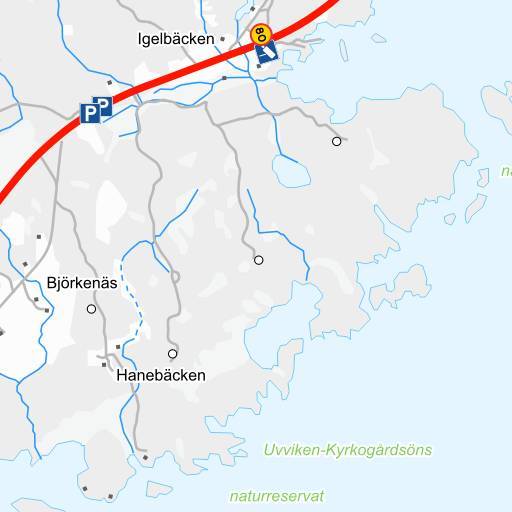 Igelbäcken
80
P P
n
Björkenäs
Hanebäcken
Uvviken-Kyrkogårdsöns
naturreservat